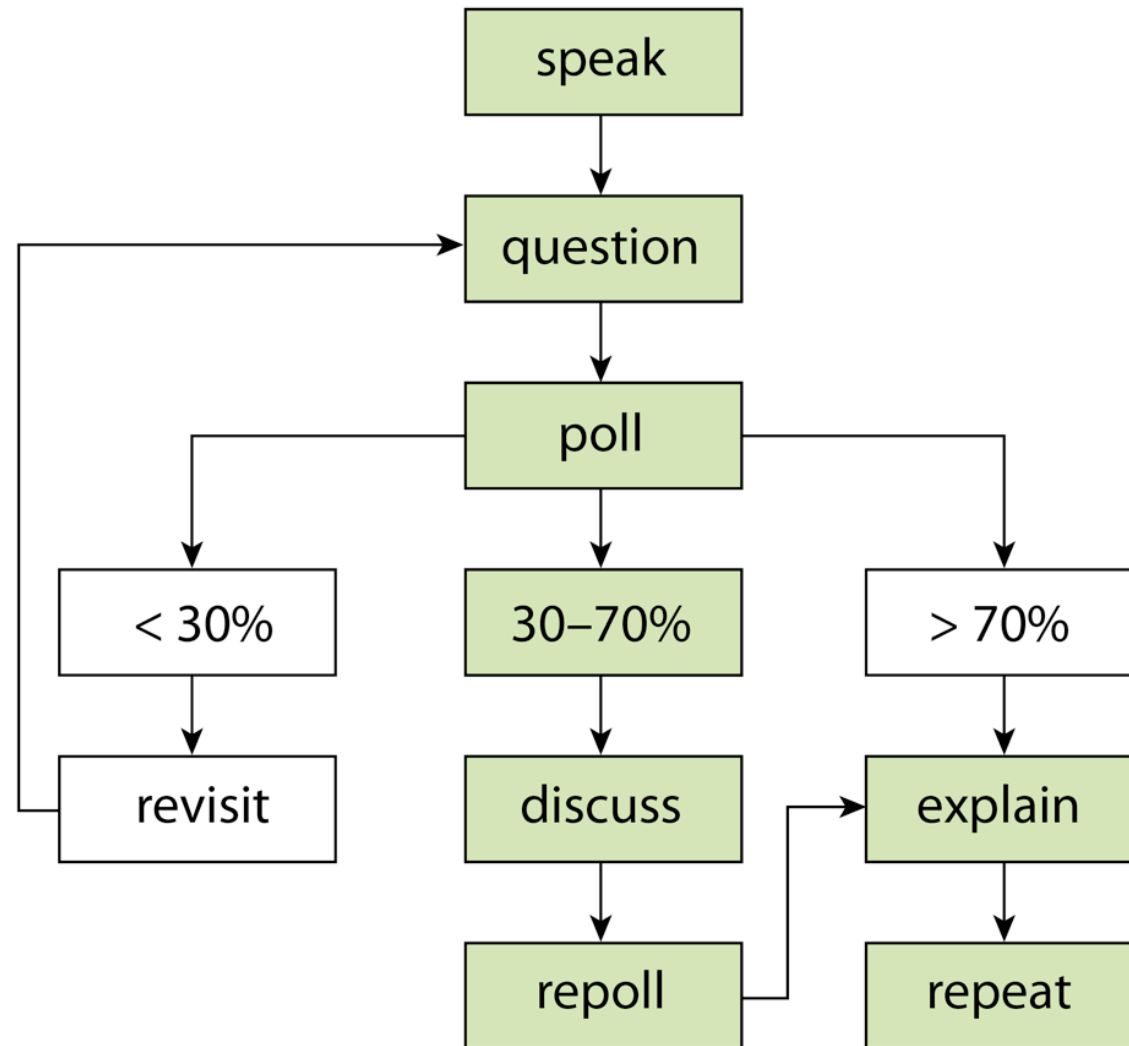 speak
question
poll
< 30%
30–70%
> 70%
revisit
discuss
explain
repoll
repeat